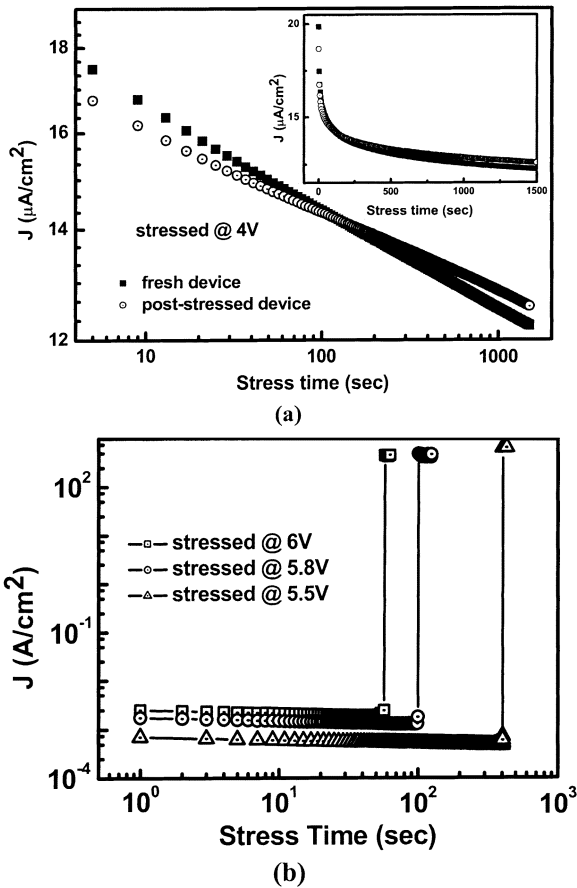 20
15
J (μA/cm²)
0
500
1000
1500
Stress time (sec)
18
16
14
12
J (μA/cm²)
stressed @ 4V
fresh device
post-stressed device
10
100
1000
Stress time (sec)
(a)
10²
10⁻¹
10⁻⁴
J (A/cm²)
stressed @ 6V
stressed @ 5.8V
stressed @ 5.5V
10⁰
10¹
10²
10³
Stress Time (sec)
(b)